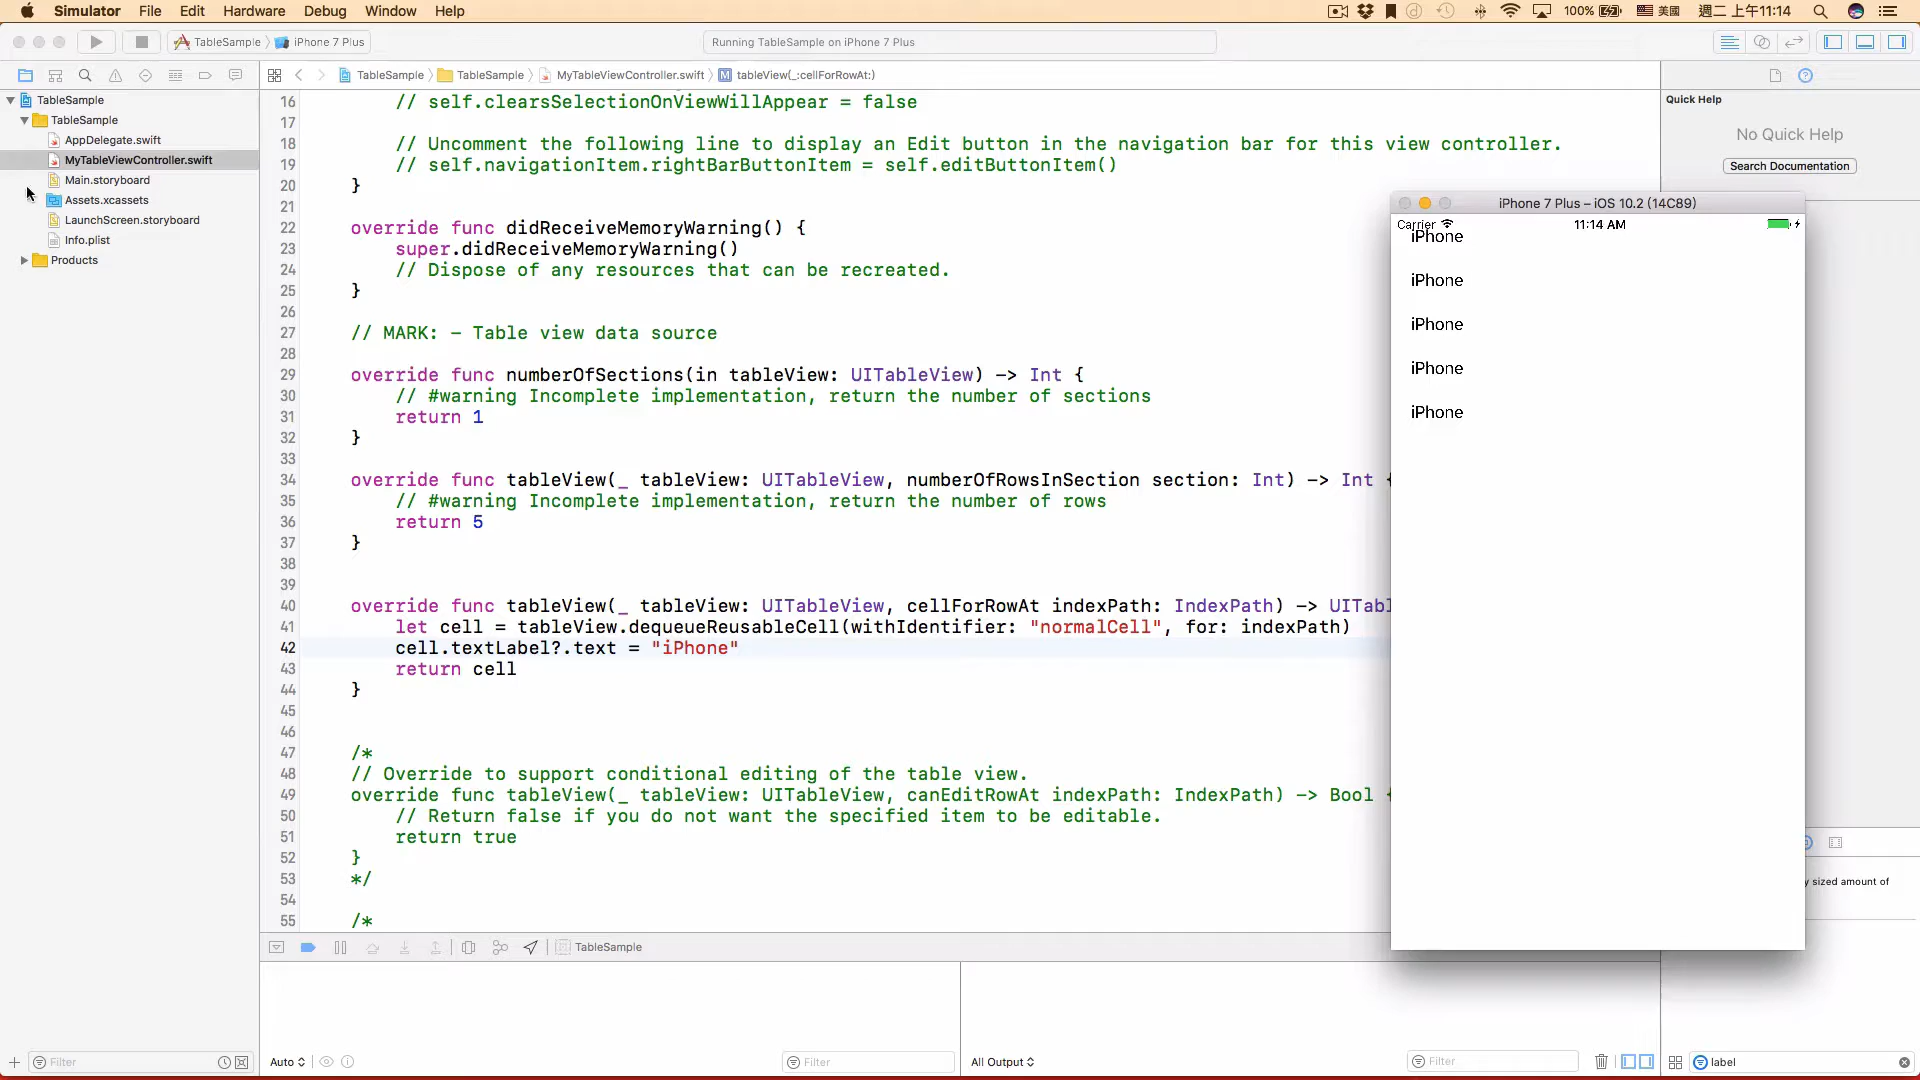 Simulator File Edit Hardware Debug Window Help 100% 美國 週二 上午11:14
TableSample iPhone 7 Plus Running TableSample on iPhone 7 Plus
TableSample TableSample MyTableViewController.swift M tableView(_:cellForRowAt:)
TableSample
TableSample
AppDelegate.swift
MyTableViewController.swift
Main.storyboard
Assets.xcassets
LaunchScreen.storyboard
Info.plist
Products
16 // self.clearsSelectionOnViewWillAppear = false
17
18 // Uncomment the following line to display an Edit button in the navigation bar for this view controller.
19 // self.navigationItem.rightBarButtonItem = self.editButtonItem()
20 }
21
22 override func didReceiveMemoryWarning() {
23 super.didReceiveMemoryWarning()
24 // Dispose of any resources that can be recreated.
25 }
26
27 // MARK: - Table view data source
28
29 override func numberOfSections(in tableView: UITableView) -> Int {
30 // #warning Incomplete implementation, return the number of sections
31 return 1
32 }
33
34 override func tableView(_ tableView: UITableView, numberOfRowsInSection section: Int) -> Int {
35 // #warning Incomplete implementation, return the number of rows
36 return 5
37 }
38
39
40 override func tableView(_ tableView: UITableView, cellForRowAt indexPath: IndexPath) -> UITabl
41 let cell = tableView.dequeueReusableCell(withIdentifier: "normalCell", for: indexPath)
42 cell.textLabel?.text = "iPhone"
43 return cell
44 }
45
46
47 /*
48 // Override to support conditional editing of the table view.
49 override func tableView(_ tableView: UITableView, canEditRowAt indexPath: IndexPath) -> Bool {
50 // Return false if you do not want the specified item to be editable.
51 return true
52 }
53 */
54
55 /*
Quick Help
No Quick Help
Search Documentation
iPhone 7 Plus – iOS 10.2 (14C89)
Carrier 11:14 AM
iPhone
iPhone
iPhone
iPhone
iPhone
y sized amount of
TableSample
Filter
Auto Filter
All Output Filter
label